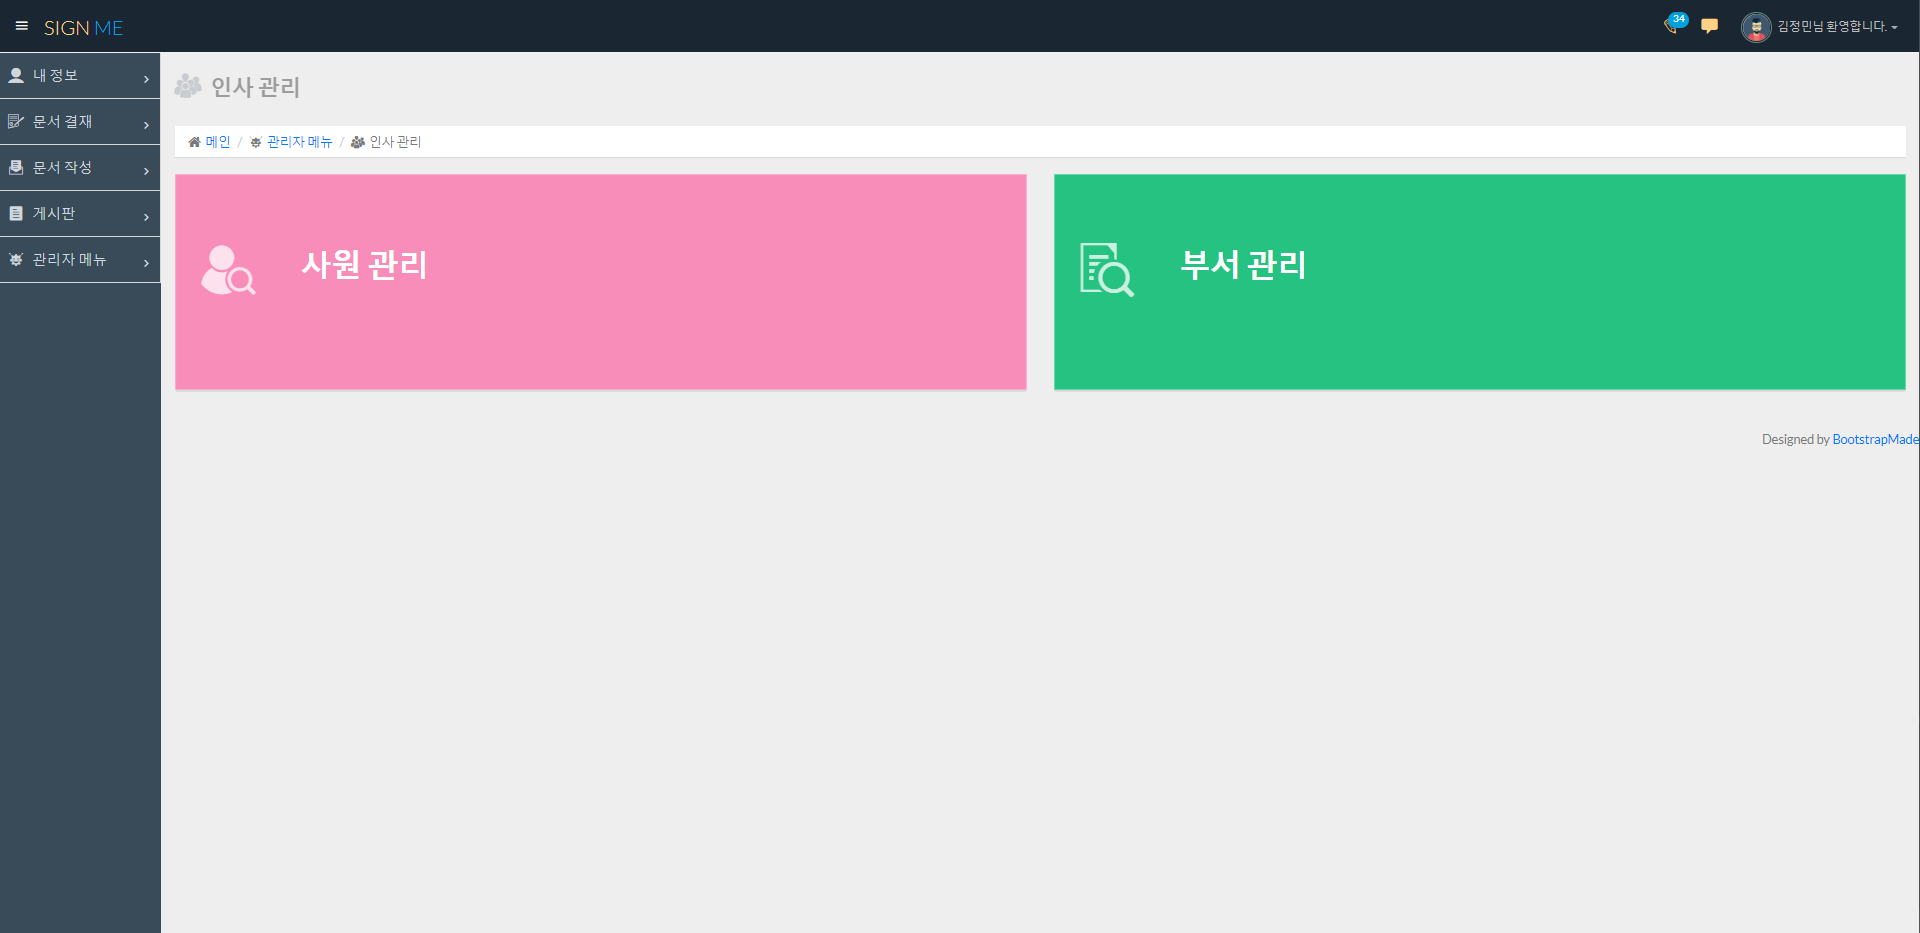 SIGN ME
34
김정민님 환영합니다.
내 정보
문서 결재
문서 작성
게시판
관리자 메뉴
인사 관리
메인 / 관리자 메뉴 / 인사 관리
사원 관리
부서 관리
Designed by BootstrapMade